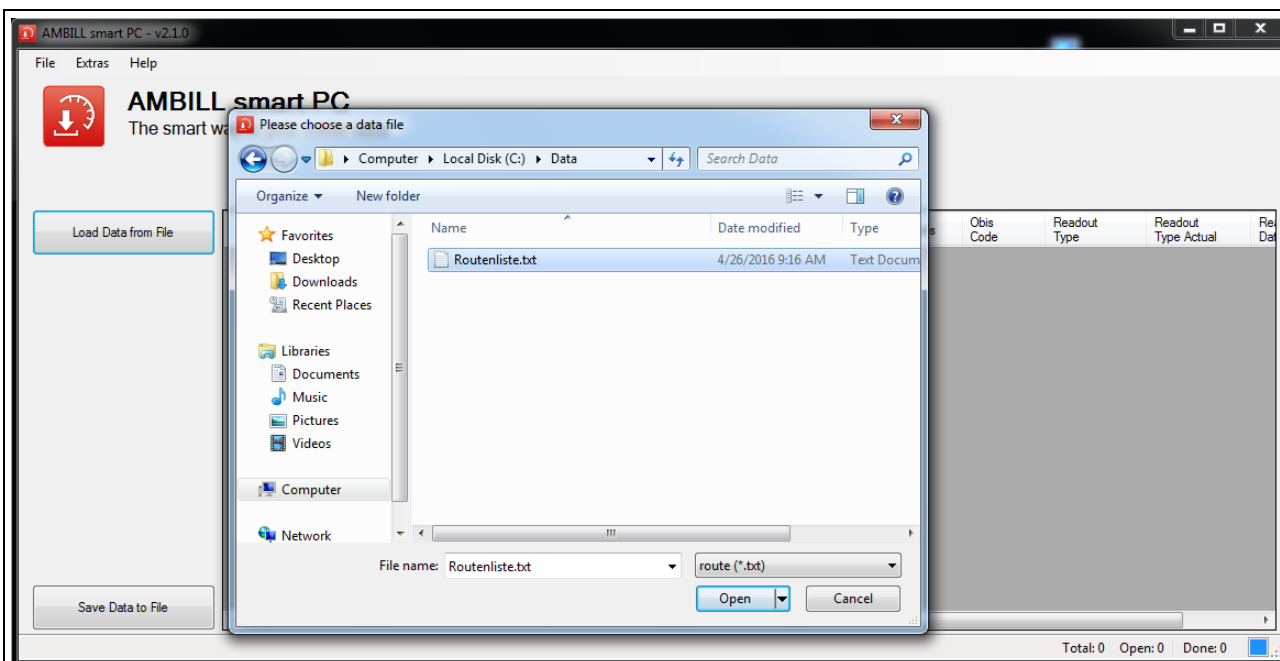 AMBILL smart PC - v2.1.0
File Extras Help
AMBILL smart PC
The smart
Please choose a data file
Computer Local Disk (C:) Data
Search Data
Organize New folder
Load Data from File
Name Date modified Type
Obis Code
Readout Type
Readout Type Actual
Favorites
Routenliste.txt 4/26/2016 9:16 AM Text Docum
Desktop
Downloads
Recent Places
Libraries
Documents
Music
Pictures
Videos
Computer
Network
File name: Routenliste.txt route (*.txt)
Open Cancel
Save Data to File
Total: 0 Open: 0 Done: 0